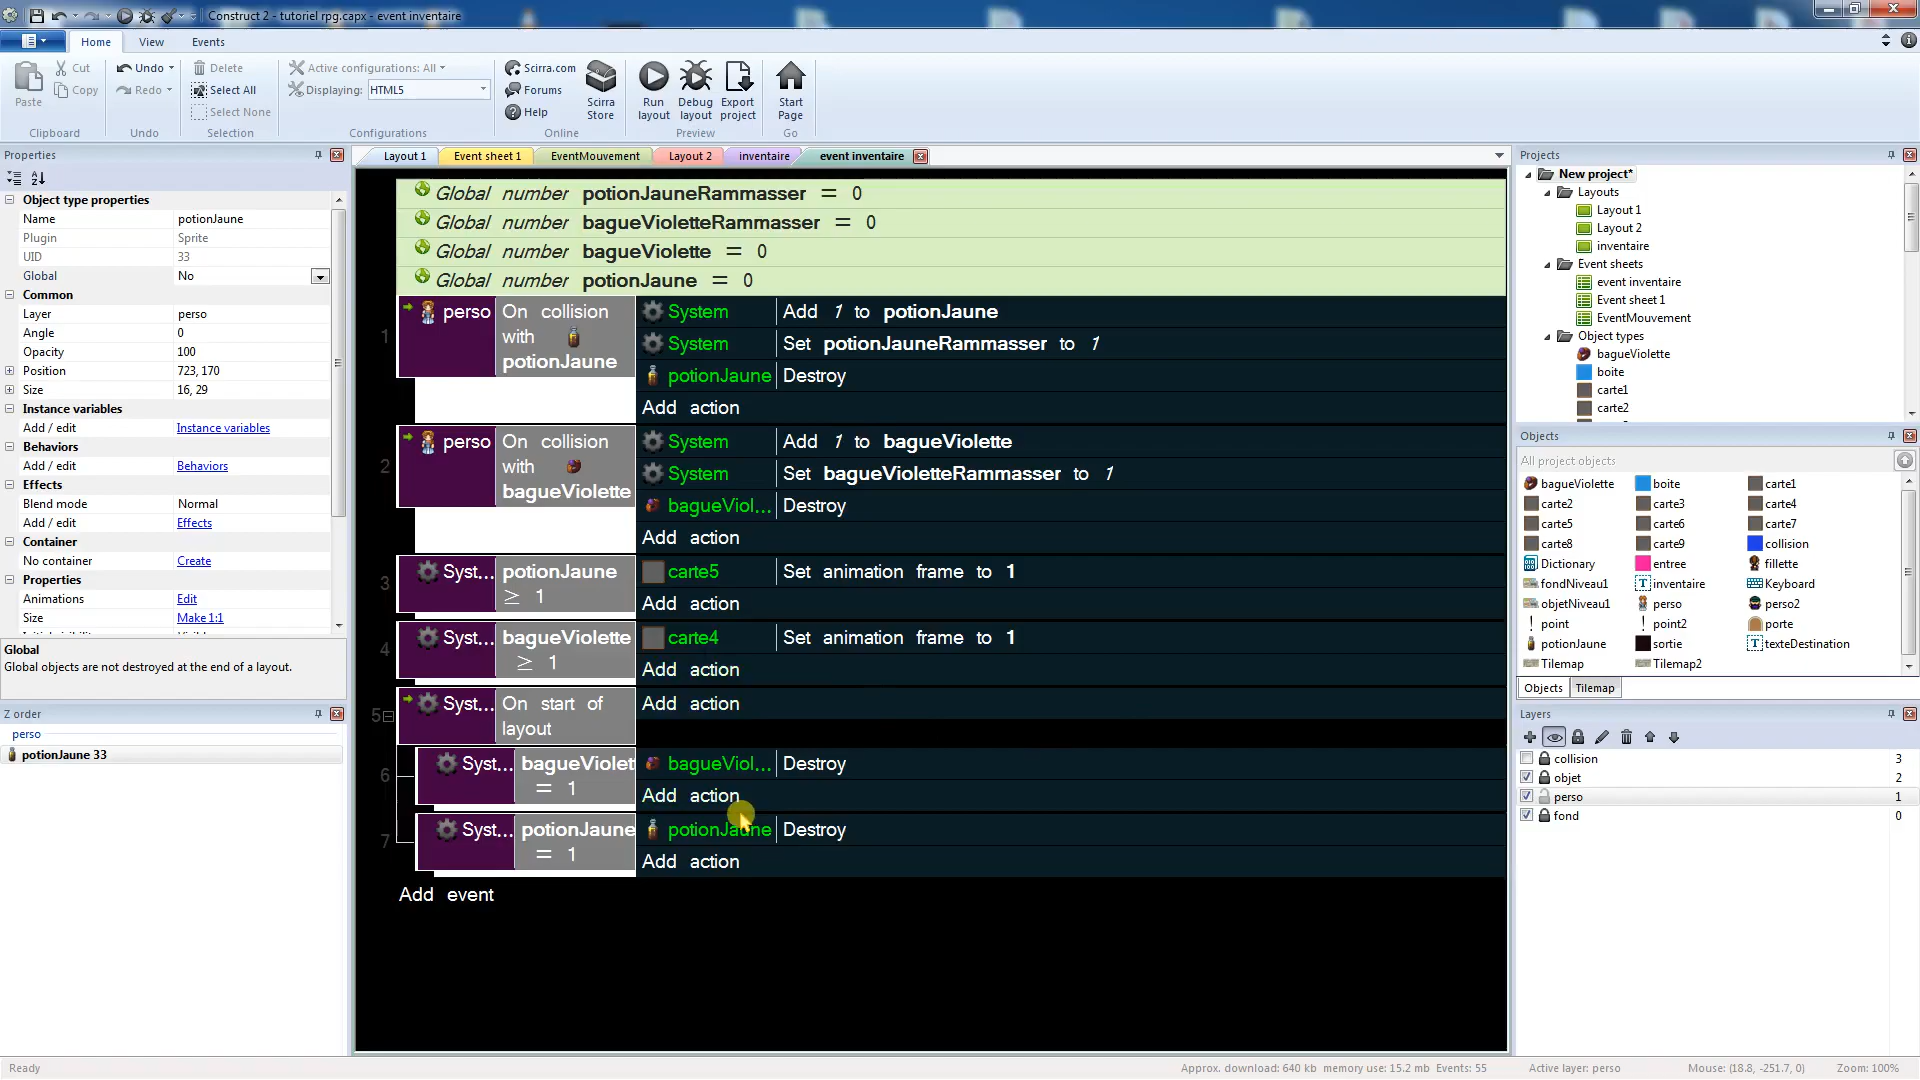 Construct 2 - tutoriel rpg.capx - event inventaire
Home View Events
Paste
Cut
Copy
Clipboard
Undo
Redo
Undo
Delete
Select All
Select None
Selection
Active configurations: All
Displaying: HTML5
Configurations
Scirra.com
Forums
Help
Scirra Store
Online
Run layout
Debug layout
Export project
Preview
Start Page
Go
Properties
Object type properties
Name potionJaune
Plugin Sprite
UID 33
Global No
Common
Layer perso
Angle 0
Opacity 100
Position 723, 170
Size 16, 29
Instance variables
Add / edit Instance variables
Behaviors
Add / edit Behaviors
Effects
Blend mode Normal
Add / edit Effects
Container
No container Create
Properties
Animations Edit
Size Make 1:1
Global
Global objects are not destroyed at the end of a layout.
Z order
perso
potionJaune 33
Layout 1 Event sheet 1 EventMouvement Layout 2 inventaire event inventaire
Global number potionJauneRammasser = 0
Global number bagueVioletteRammasser = 0
Global number bagueViolette = 0
Global number potionJaune = 0
1 perso On collision with potionJaune
System Add 1 to potionJaune
System Set potionJauneRammasser to 1
potionJaune Destroy
Add action
2 perso On collision with bagueViolette
System Add 1 to bagueViolette
System Set bagueVioletteRammasser to 1
bagueViol... Destroy
Add action
3 Syst... potionJaune ≥ 1
carte5 Set animation frame to 1
Add action
4 Syst... bagueViolette ≥ 1
carte4 Set animation frame to 1
Add action
5 Syst... On start of layout
Add action
6 Syst... bagueViolet = 1
bagueViol... Destroy
Add action
7 Syst... potionJaune = 1
potionJaune Destroy
Add action
Add event
Projects
New project*
Layouts
Layout 1
Layout 2
inventaire
Event sheets
event inventaire
Event sheet 1
EventMouvement
Object types
bagueViolette
boite
carte1
carte2
Objects
All project objects
bagueViolette boite carte1
carte2 carte3 carte4
carte5 carte6 carte7
carte8 carte9 collision
Dictionary entree fillette
fondNiveau1 inventaire Keyboard
objetNiveau1 perso perso2
point point2 porte
potionJaune sortie texteDestination
Tilemap Tilemap2
Objects Tilemap
Layers
collision 3
objet 2
perso 1
fond 0
Ready
Approx. download: 640 kb memory use: 15.2 mb Events: 55
Active layer: perso
Mouse: (18.8, -251.7, 0)
Zoom: 100%